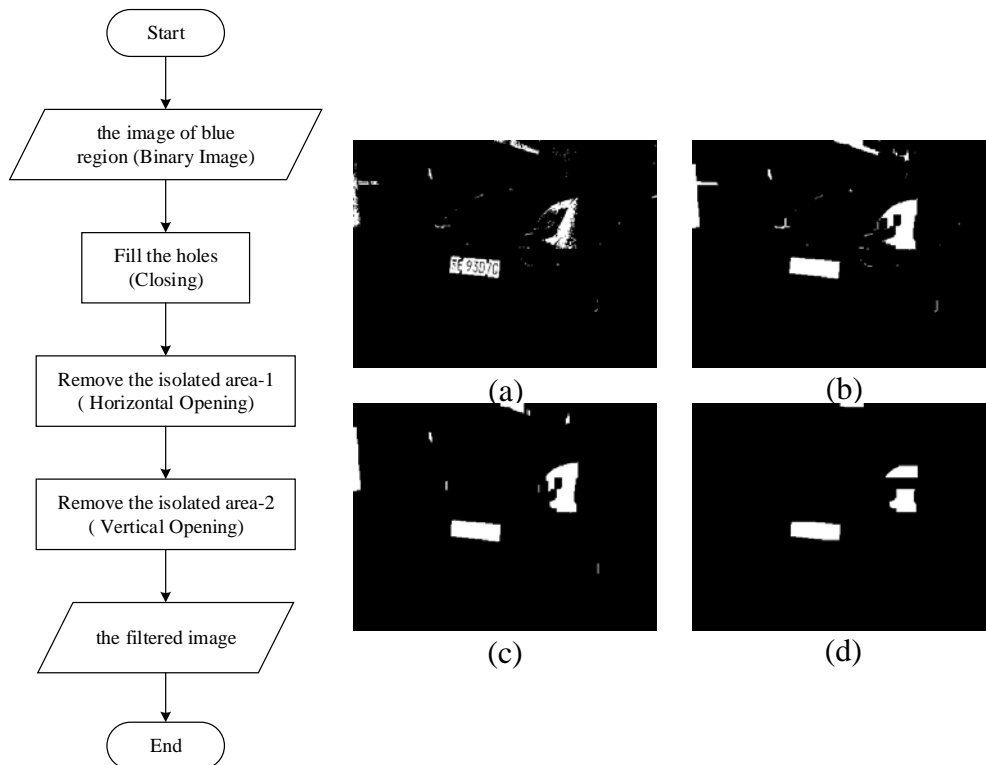 Start
the image of blue
region (Binary Image)
Fill the holes
(Closing)
Remove the isolated area-1
( Horizontal Opening)
Remove the isolated area-2
( Vertical Opening)
the filtered image
End
(a)
(b)
(c)
(d)